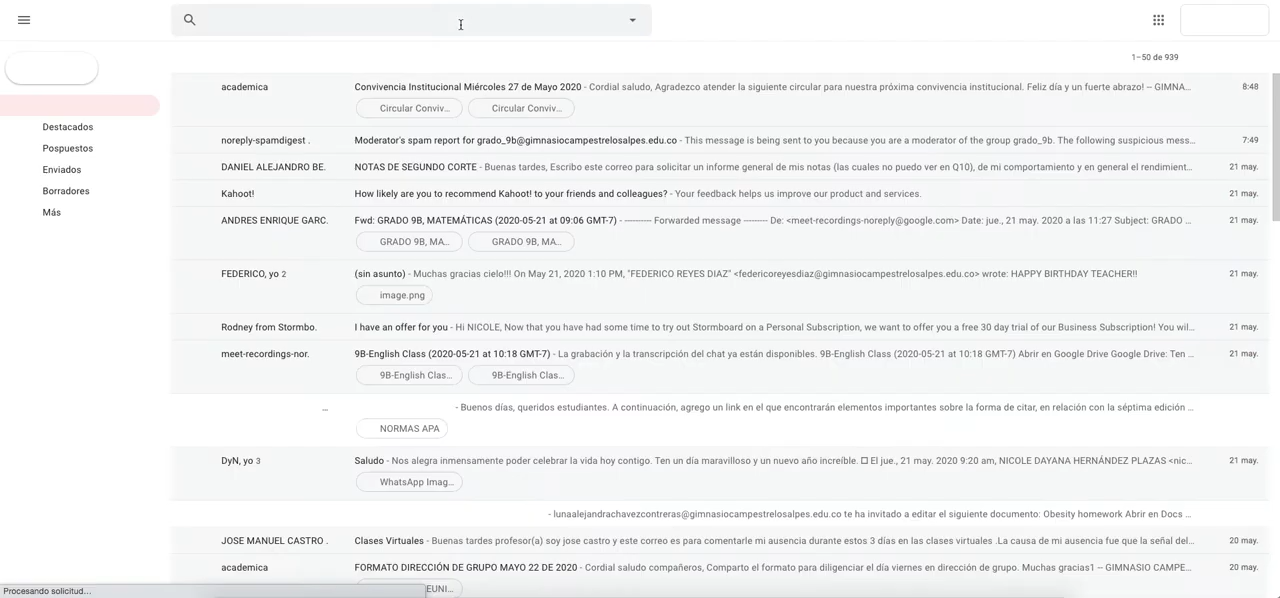 1–50 de 939
academica Convivencia Institucional Miércoles 27 de Mayo 2020 - Cordial saludo, Agradezco atender la siguiente circular para nuestra próxima convivencia institucional. Feliz día y un fuerte abrazo! -- GIMNA... 8:48
Circular Conviv... Circular Conviv...
Destacados
noreply-spamdigest . Moderator's spam report for grado_9b@gimnasiocampestrelosalpes.edu.co - This message is being sent to you because you are a moderator of the group grado_9b. The following suspicious mess... 7:49
Pospuestos
DANIEL ALEJANDRO BE. NOTAS DE SEGUNDO CORTE - Buenas tardes, Escribo este correo para solicitar un informe general de mis notas (las cuales no puedo ver en Q10), de mi comportamiento y en general el rendimient... 21 may.
Enviados
Borradores
Kahoot! How likely are you to recommend Kahoot! to your friends and colleagues? - Your feedback helps us improve our product and services. 21 may.
Más
ANDRES ENRIQUE GARC. Fwd: GRADO 9B, MATEMÁTICAS (2020-05-21 at 09:06 GMT-7) - ---------- Forwarded message --------- De: <meet-recordings-noreply@google.com> Date: jue., 21 may. 2020 a las 11:27 Subject: GRADO ... 21 may.
GRADO 9B, MA... GRADO 9B, MA...
FEDERICO, yo 2 (sin asunto) - Muchas gracias cielo!!! On May 21, 2020 1:10 PM, "FEDERICO REYES DIAZ" <federicoreyesdiaz@gimnasiocampestrelosalpes.edu.co> wrote: HAPPY BIRTHDAY TEACHER!! 21 may.
image.png
Rodney from Stormbo. I have an offer for you - Hi NICOLE, Now that you have had some time to try out Stormboard on a Personal Subscription, we want to offer you a free 30 day trial of our Business Subscription! You wil... 21 may.
meet-recordings-nor. 9B-English Class (2020-05-21 at 10:18 GMT-7) - La grabación y la transcripción del chat ya están disponibles. 9B-English Class (2020-05-21 at 10:18 GMT-7) Abrir en Google Drive Google Drive: Ten ... 21 may.
9B-English Clas... 9B-English Clas...
... - Buenos días, queridos estudiantes. A continuación, agrego un link en el que encontrarán elementos importantes sobre la forma de citar, en relación con la séptima edición ... 21 may.
NORMAS APA
DyN, yo 3 Saludo - Nos alegra inmensamente poder celebrar la vida hoy contigo. Ten un día maravilloso y un nuevo año increíble. □ El jue., 21 may. 2020 9:20 am, NICOLE DAYANA HERNÁNDEZ PLAZAS <nic... 21 may.
WhatsApp Imag...
- lunaalejandrachavezcontreras@gimnasiocampestrelosalpes.edu.co te ha invitado a editar el siguiente documento: Obesity homework Abrir en Docs ... 21 may.
JOSE MANUEL CASTRO . Clases Virtuales - Buenas tardes profesor(a) soy jose castro y este correo es para comentarle mi ausencia durante estos 3 días en las clases virtuales .La causa de mi ausencia fue que la señal del... 20 may.
academica FORMATO DIRECCIÓN DE GRUPO MAYO 22 DE 2020 - Cordial saludo compañeros, Comparto el formato para diligenciar el día viernes en dirección de grupo. Muchas gracias1 -- GIMNASIO CAMPE... 20 may.
Procesando solicitud... EUNI...